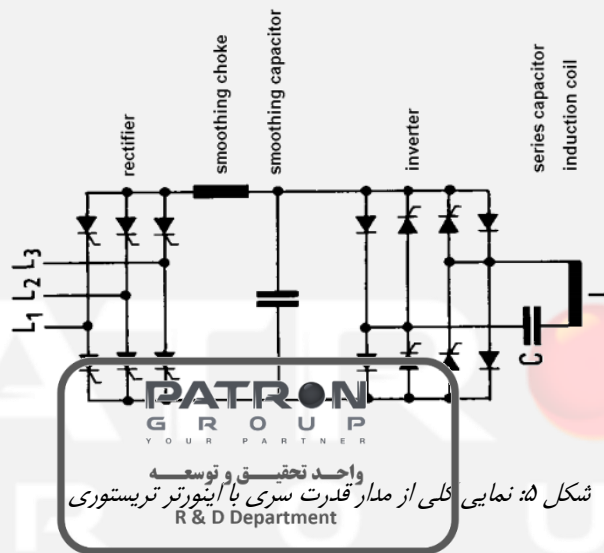 rectifier
smoothing choke
smoothing capacitor
inverter
series capacitor
induction coil
L3
L2
L1
C
PATRON
GROUP
YOUR PARTNER
واحد تحقیق و توسعه
شکل ۵: نمایی کلی از مدار قدرت سری با اینورتر تریستوری
R & D Department